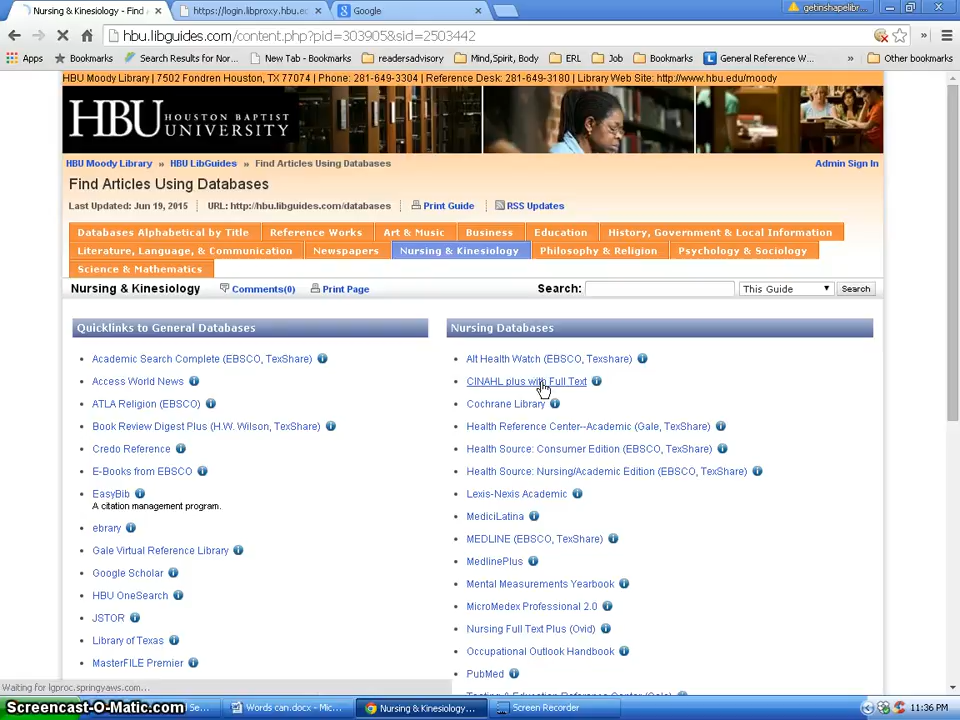 Nursing & Kinesiology - Find A
https://login.libproxy.hbu.ec
Google
getinshapelibr...
hbu.libguides.com/content.php?pid=303905&sid=2503442
Apps
Bookmarks
Search Results for Nor...
New Tab - Bookmarks
readersadvisory
Mind,Spirit,Body
ERL
Job
Bookmarks
General Reference W...
»
Other bookmarks
HBU Moody Library | 7502 Fondren Houston, TX 77074 | Phone: 281-649-3304 | Reference Desk: 281-649-3180 | Library Web Site: http://www.hbu.edu/moody
HBU HOUSTON BAPTIST
UNIVERSITY
HBU Moody Library » HBU LibGuides » Find Articles Using Databases
Admin Sign In
Find Articles Using Databases
Last Updated: Jun 19, 2015
URL: http://hbu.libguides.com/databases
Print Guide
RSS Updates
Databases Alphabetical by Title
Reference Works
Art & Music
Business
Education
History, Government & Local Information
Literature, Language, & Communication
Newspapers
Nursing & Kinesiology
Philosophy & Religion
Psychology & Sociology
Science & Mathematics
Nursing & Kinesiology
Comments(0)
Print Page
Search:
This Guide
Search
Quicklinks to General Databases
Academic Search Complete (EBSCO, TexShare)
Access World News
ATLA Religion (EBSCO)
Book Review Digest Plus (H.W. Wilson, TexShare)
Credo Reference
E-Books from EBSCO
EasyBib
A citation management program.
ebrary
Gale Virtual Reference Library
Google Scholar
HBU OneSearch
JSTOR
Library of Texas
MasterFILE Premier
Nursing Databases
Alt Health Watch (EBSCO, Texshare)
CINAHL plus with Full Text
Cochrane Library
Health Reference Center--Academic (Gale, TexShare)
Health Source: Consumer Edition (EBSCO, TexShare)
Health Source: Nursing/Academic Edition (EBSCO, TexShare)
Lexis-Nexis Academic
MediciLatina
MEDLINE (EBSCO, TexShare)
MedlinePlus
Mental Measurements Yearbook
MicroMedex Professional 2.0
Nursing Full Text Plus (Ovid)
Occupational Outlook Handbook
PubMed
Testing & Education Reference Center (Gale)
Waiting for lgproc.springyaws.com...
Screencast-O-Matic.com
Se...
Words can.docx - Mic...
Nursing & Kinesiology...
Screen Recorder
11:36 PM